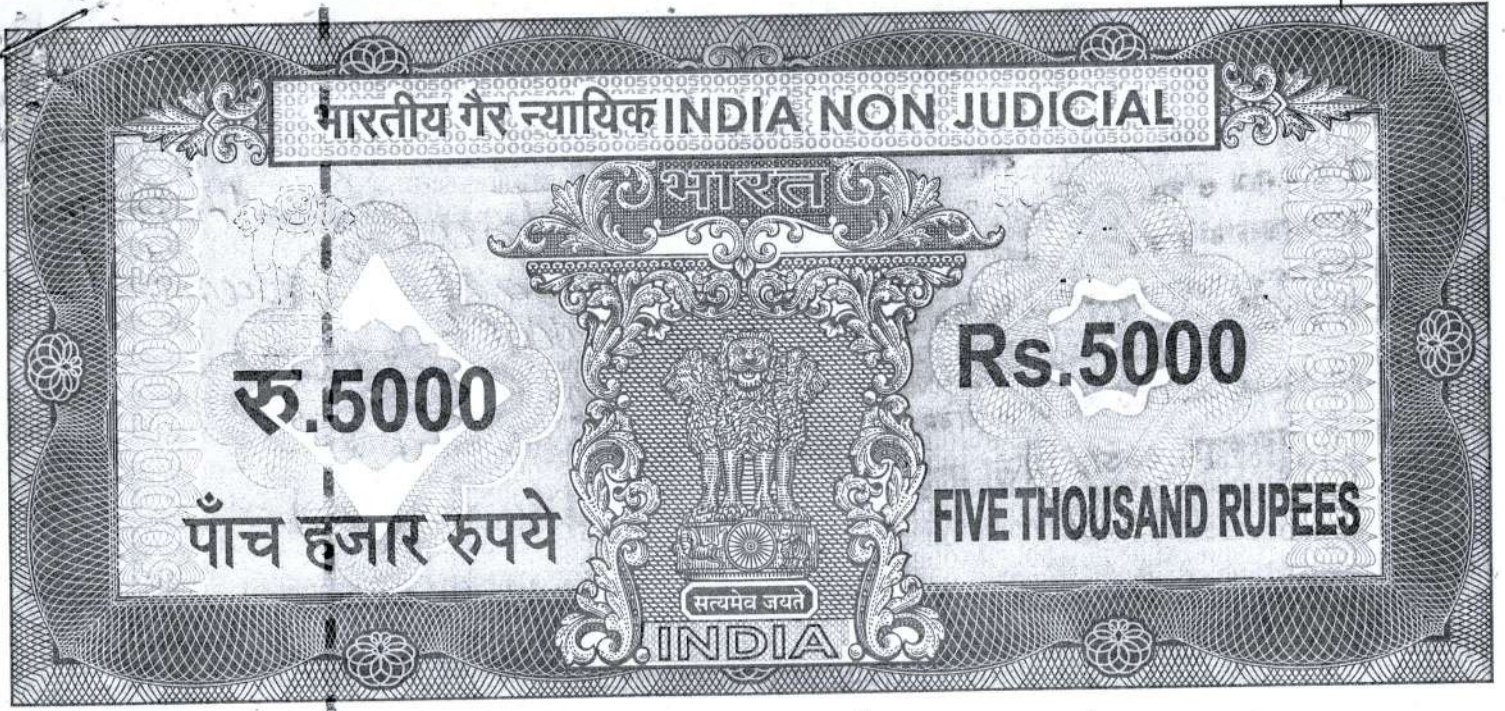 भारतीय गैर न्यायिक INDIA NON JUDICIAL
भारत
रु.5000
Rs.5000
पाँच हजार रुपये
FIVE THOUSAND RUPEES
सत्यमेव जयते
INDIA